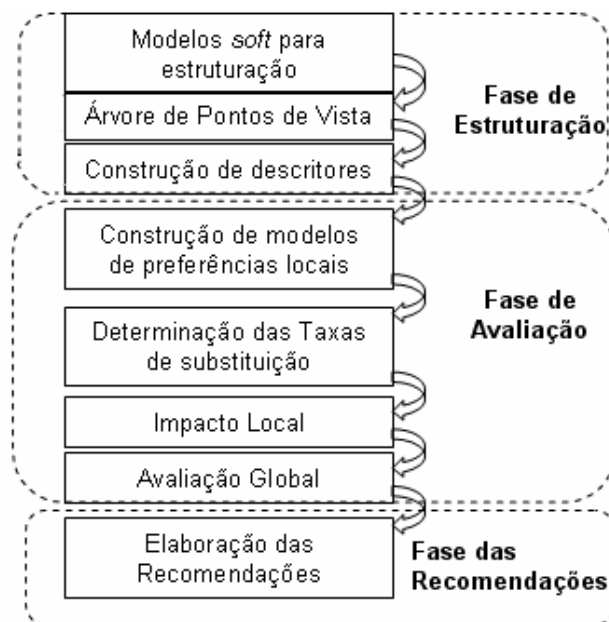 Modelos soft para
estruturação
Árvore de Pontos de Vista
Construção de descritores
Fase de
Estruturação
Construção de modelos
de preferências locais
Determinação das Taxas
de substituição
Impacto Local
Avaliação Global
Fase de
Avaliação
Elaboração das
Recomendações
Fase das
Recomendações